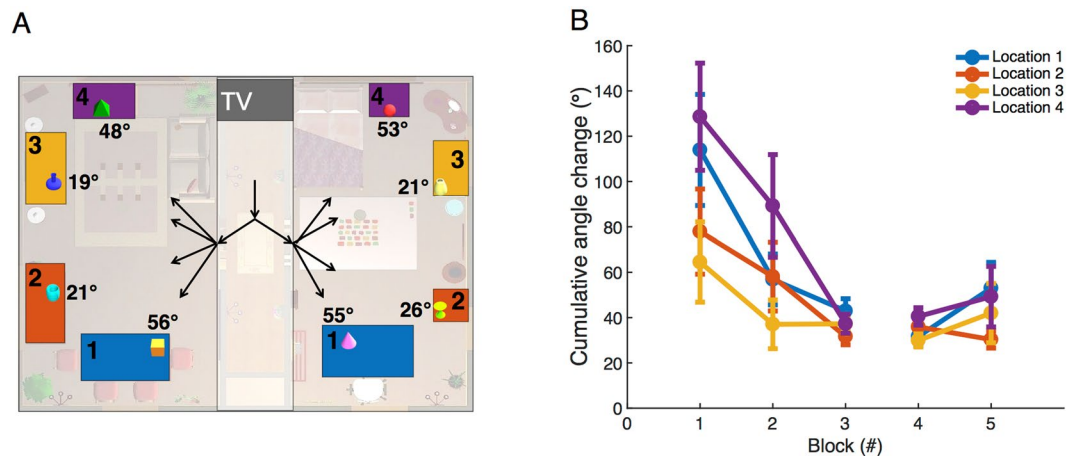 A
TV
4
48°
4
53°
3
19°
3
21°
2
21°
2
26°
56°
1
55°
1
B
Cumulative angle change (°)
160
140
120
100
80
60
40
20
0
0 1 2 3 4 5
Block (#)
Location 1
Location 2
Location 3
Location 4